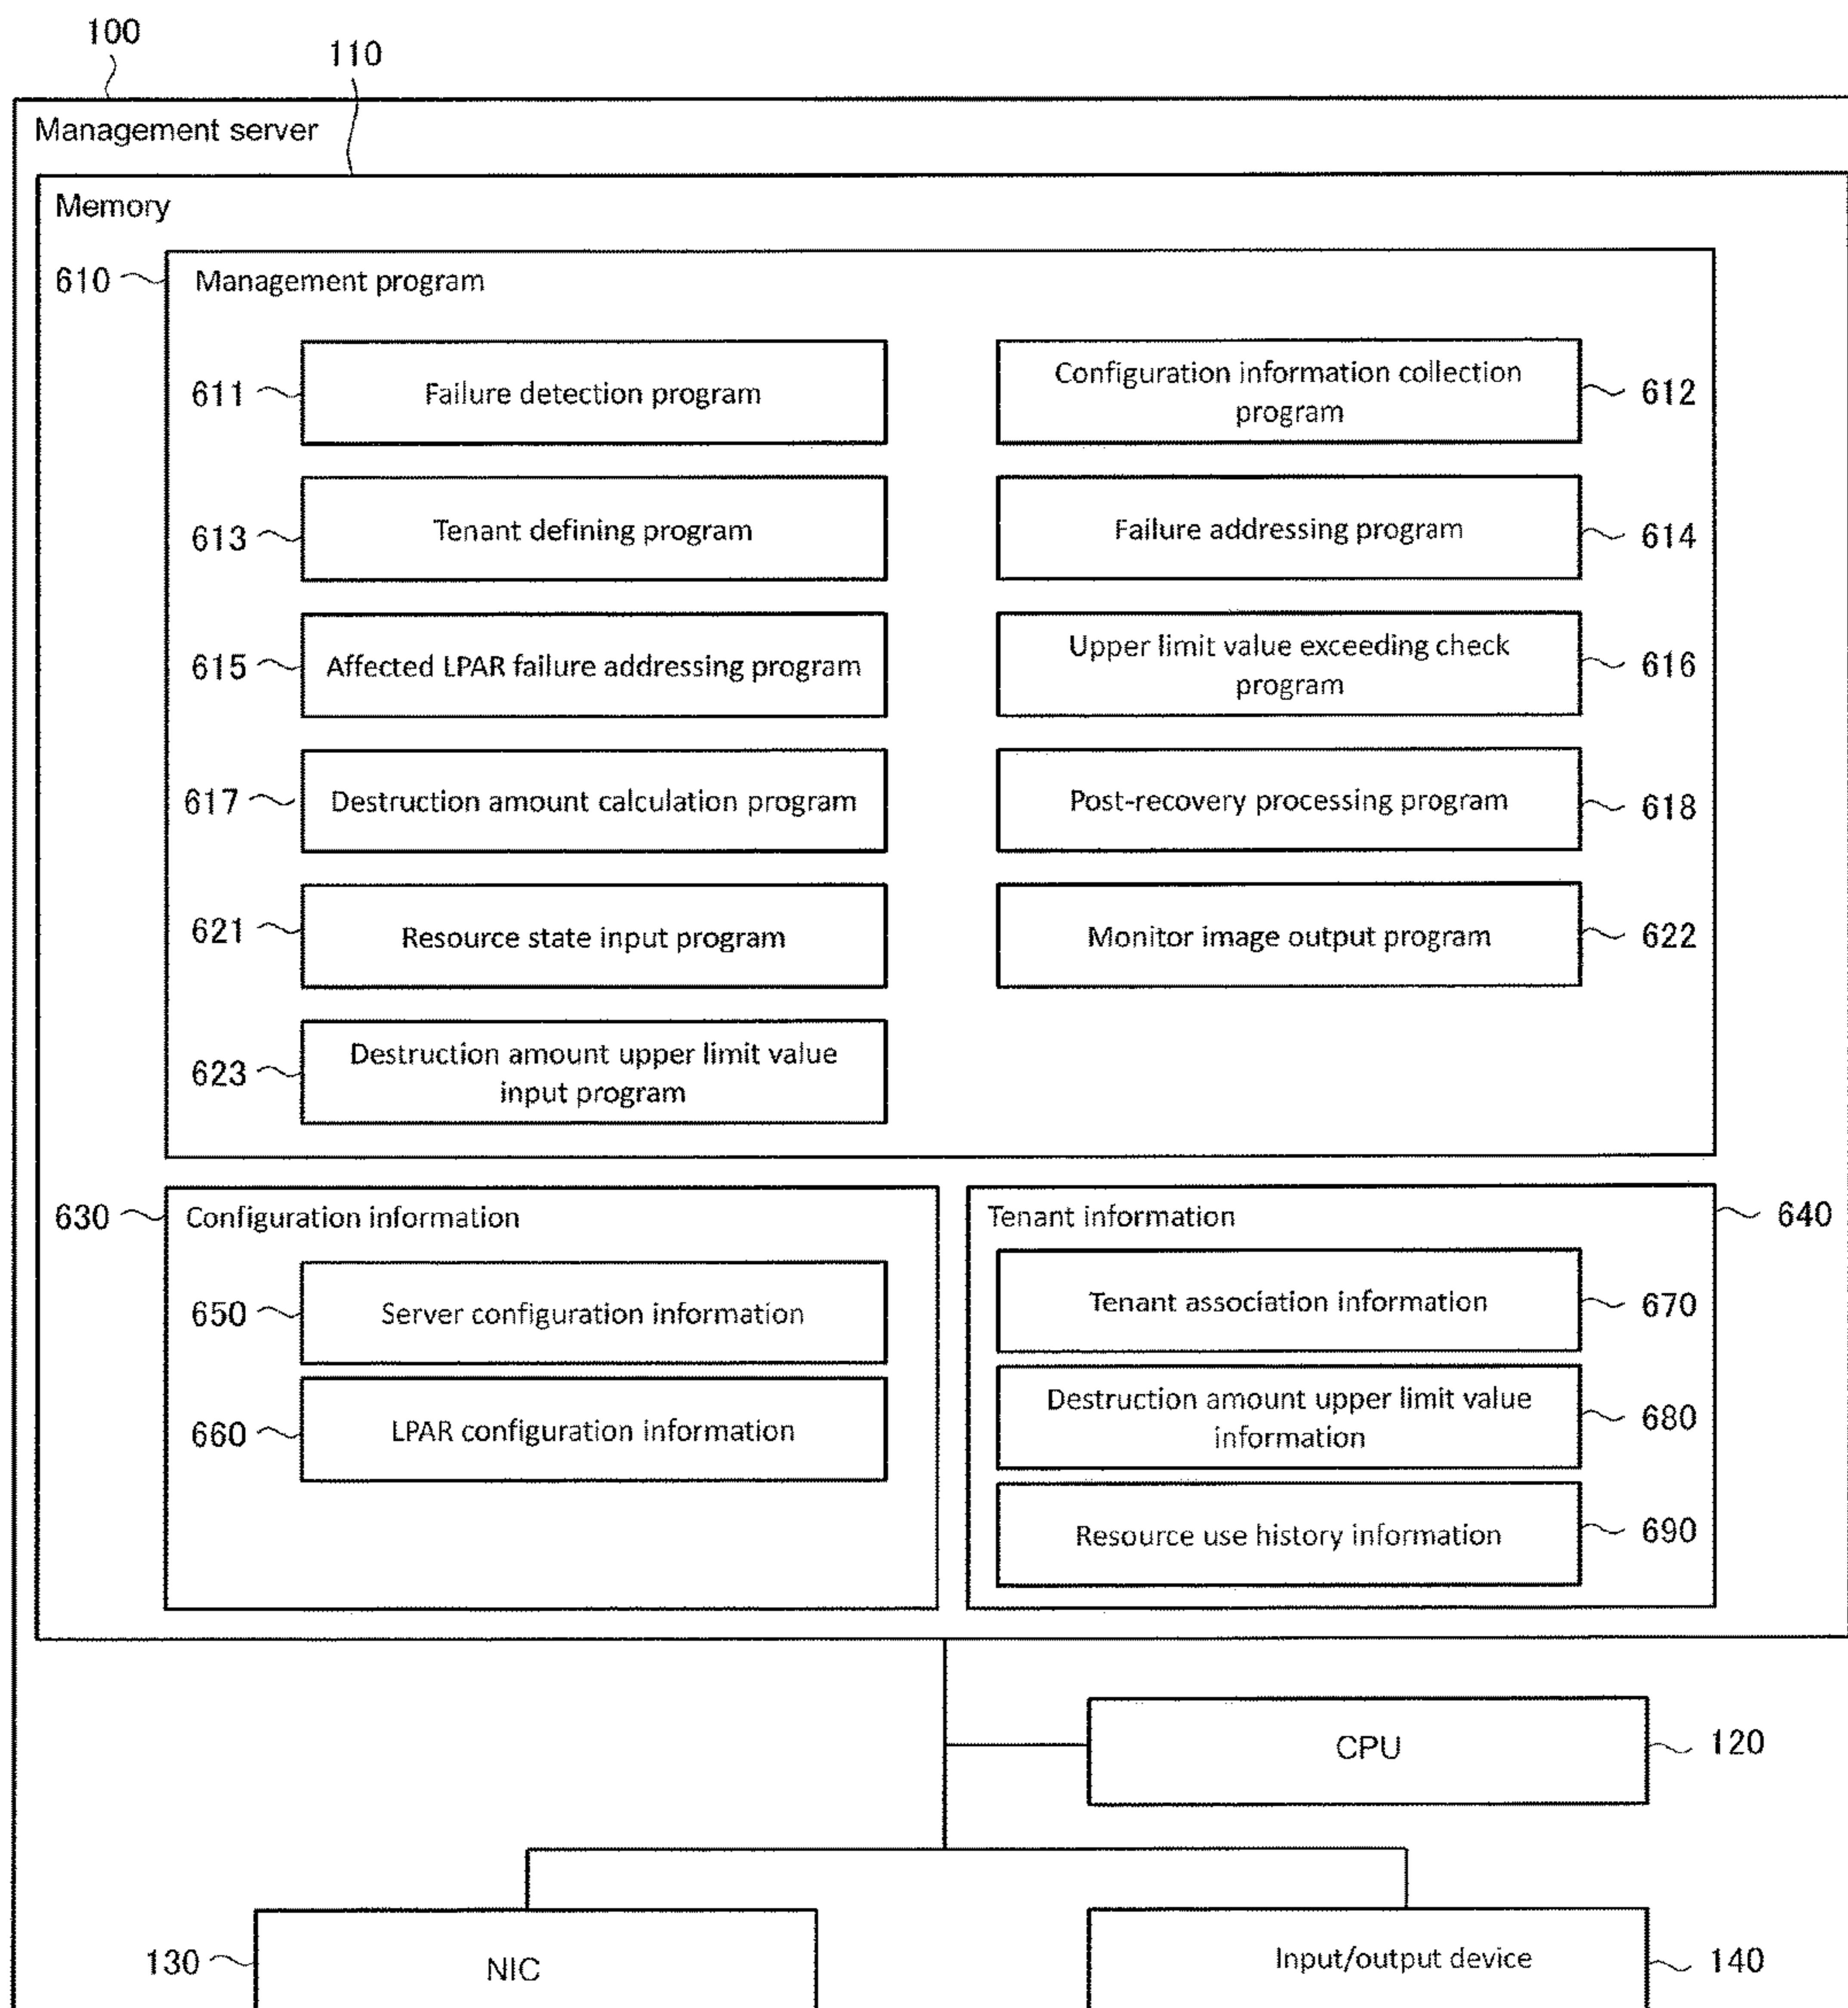 100
110
Management server
Memory
610
Management program
611
Failure detection program
Configuration information collection
program
612
613
Tenant defining program
Failure addressing program
614
615
Affected LPAR failure addressing program
Upper limit value exceeding check
program
616
617
Destruction amount calculation program
Post-recovery processing program
618
621
Resource state input program
Monitor image output program
622
623
Destruction amount upper limit value
input program
630
Configuration information
Tenant information
640
650
Server configuration information
Tenant association information
670
660
LPAR configuration information
Destruction amount upper limit value
information
680
Resource use history information
690
CPU
120
130
NIC
Input/output device
140